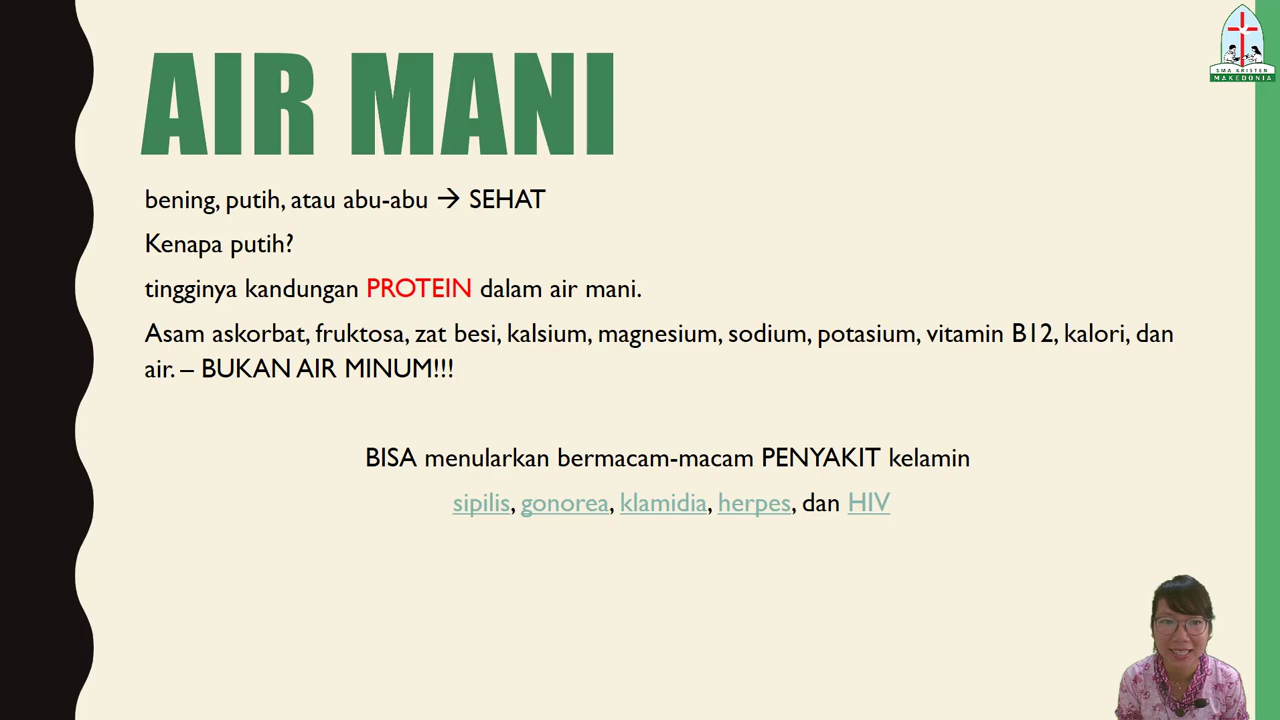 SMA KRISTEN
MAKEDONIA
AIR MANI
bening, putih, atau abu-abu → SEHAT
Kenapa putih?
tingginya kandungan PROTEIN dalam air mani.
Asam askorbat, fruktosa, zat besi, kalsium, magnesium, sodium, potasium, vitamin B12, kalori, dan
air. – BUKAN AIR MINUM!!!
BISA menularkan bermacam-macam PENYAKIT kelamin
sipilis, gonorea, klamidia, herpes, dan HIV